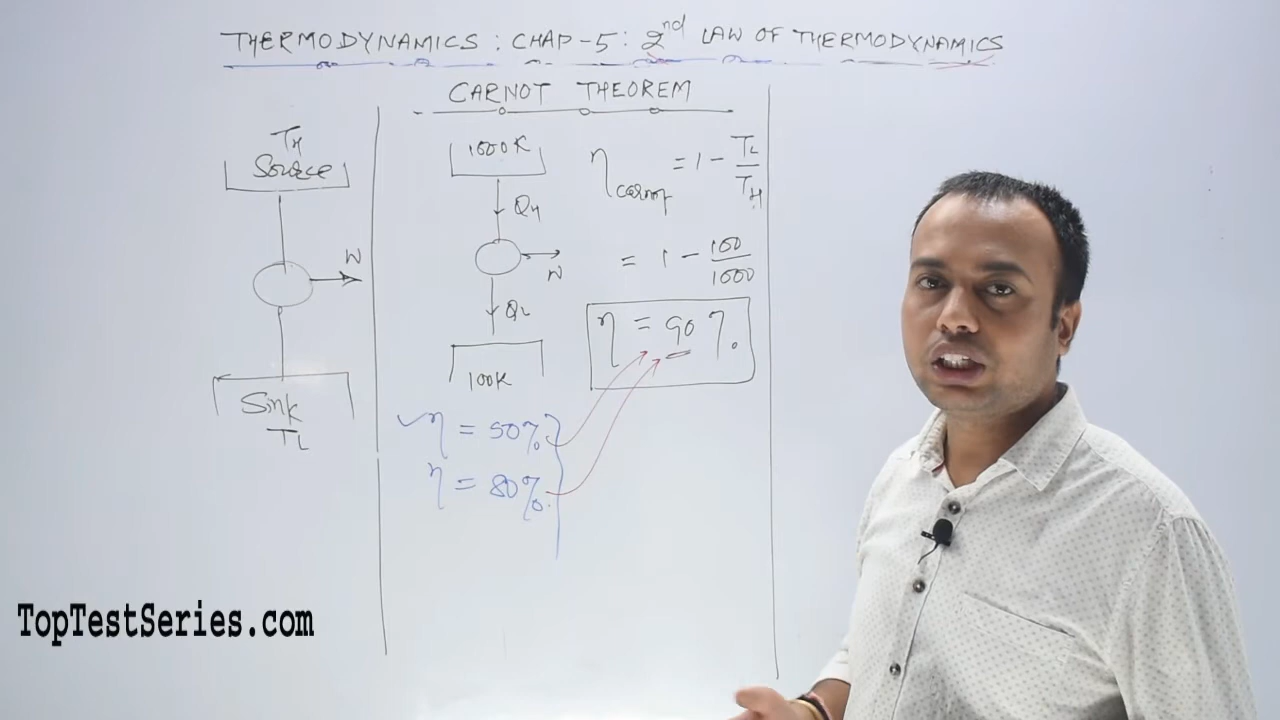 THERMODYNAMICS : CHAP-5 : 2nd LAW OF THERMODYNAMICS
CARNOT THEOREM
TH
Source
W
Sink
TL
1000K
QH
W
QL
100K
η = 50%
η = 80%
ηcarnot = 1 - TL/TH
= 1 - 100/1000
η = 90 %
TopTestSeries.com